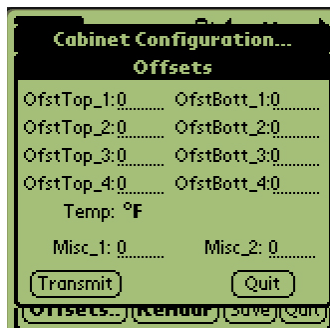 Cabinet Configuration...
Offsets
OfstTop_1:0 OfstBott_1:0
OfstTop_2:0 OfstBott_2:0
OfstTop_3:0 OfstBott_3:0
OfstTop_4:0 OfstBott_4:0
Temp: °F
Misc_1: 0 Misc_2: 0
Transmit Quit
Offsets.. Save Quit